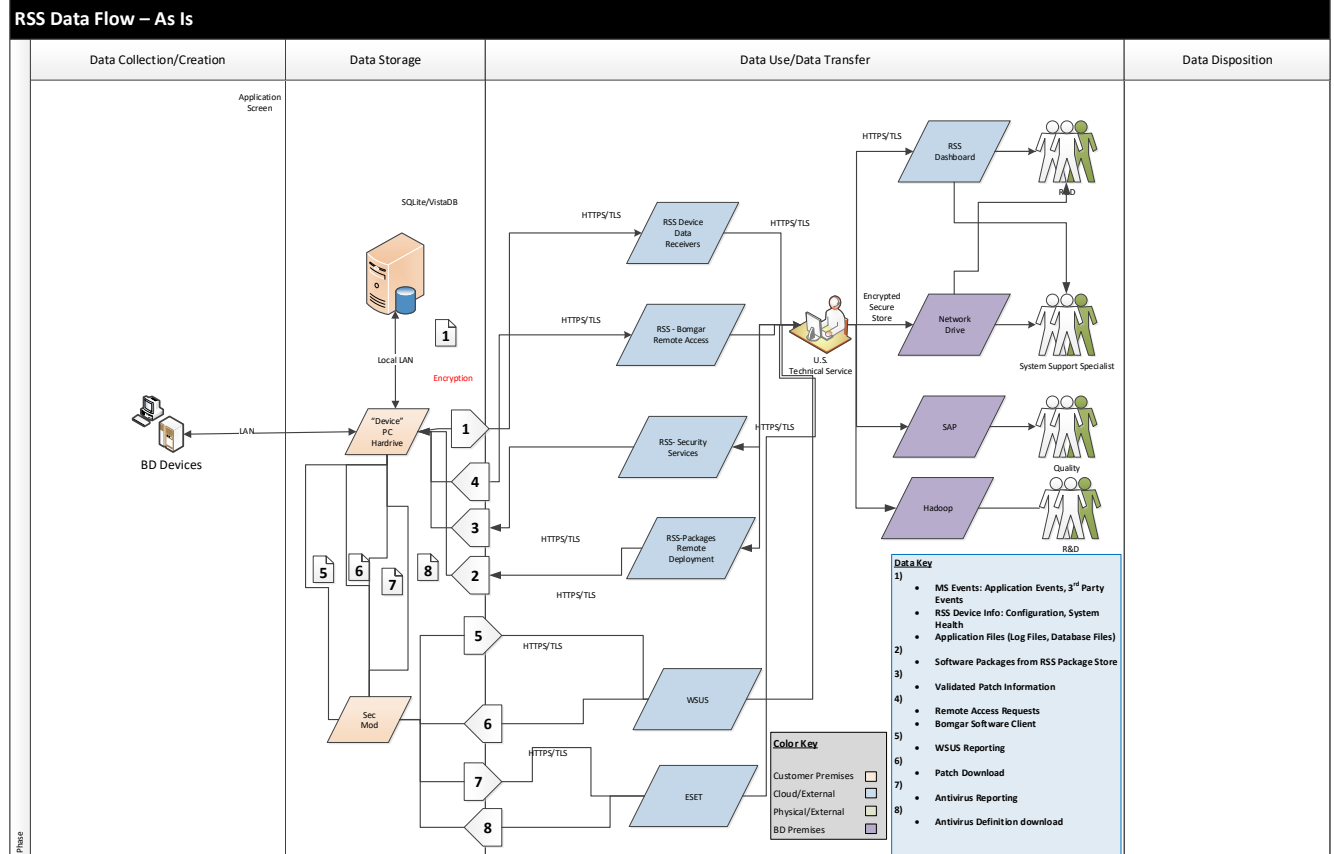 RSS Data Flow – As Is
Data Collection/Creation
Data Storage
Data Use/Data Transfer
Data Disposition
Application
Screen
SQLite/VistaDB
1
Local LAN
Encryption
LAN
BD Devices
"Device"
PC
Hardrive
1
4
3
2
5
6
7
8
5
6
7
8
Sec
Mod
HTTPS/TLS
HTTPS/TLS
HTTPS/TLS
HTTPS/TLS
HTTPS/TLS
HTTPS/TLS
RSS Device
Data
Receivers
RSS - Bomgar
Remote Access
RSS- Security
Services
RSS-Packages
Remote
Deployment
WSUS
ESET
HTTPS/TLS
HTTPS/TLS
HTTPS/TLS
U.S.
Technical Service
Encrypted
Secure
Store
RSS
Dashboard
Network
Drive
SAP
Hadoop
R&D
System Support Specialist
Quality
R&D
Color Key
Customer Premises
Cloud/External
Physical/External
BD Premises
Data Key
1)
• MS Events: Application Events, 3rd Party
Events
• RSS Device Info: Configuration, System
Health
• Application Files (Log Files, Database Files)
2)
• Software Packages from RSS Package Store
3)
• Validated Patch Information
4)
• Remote Access Requests
• Bomgar Software Client
5)
• WSUS Reporting
6)
• Patch Download
7)
• Antivirus Reporting
8)
• Antivirus Definition download
Phase